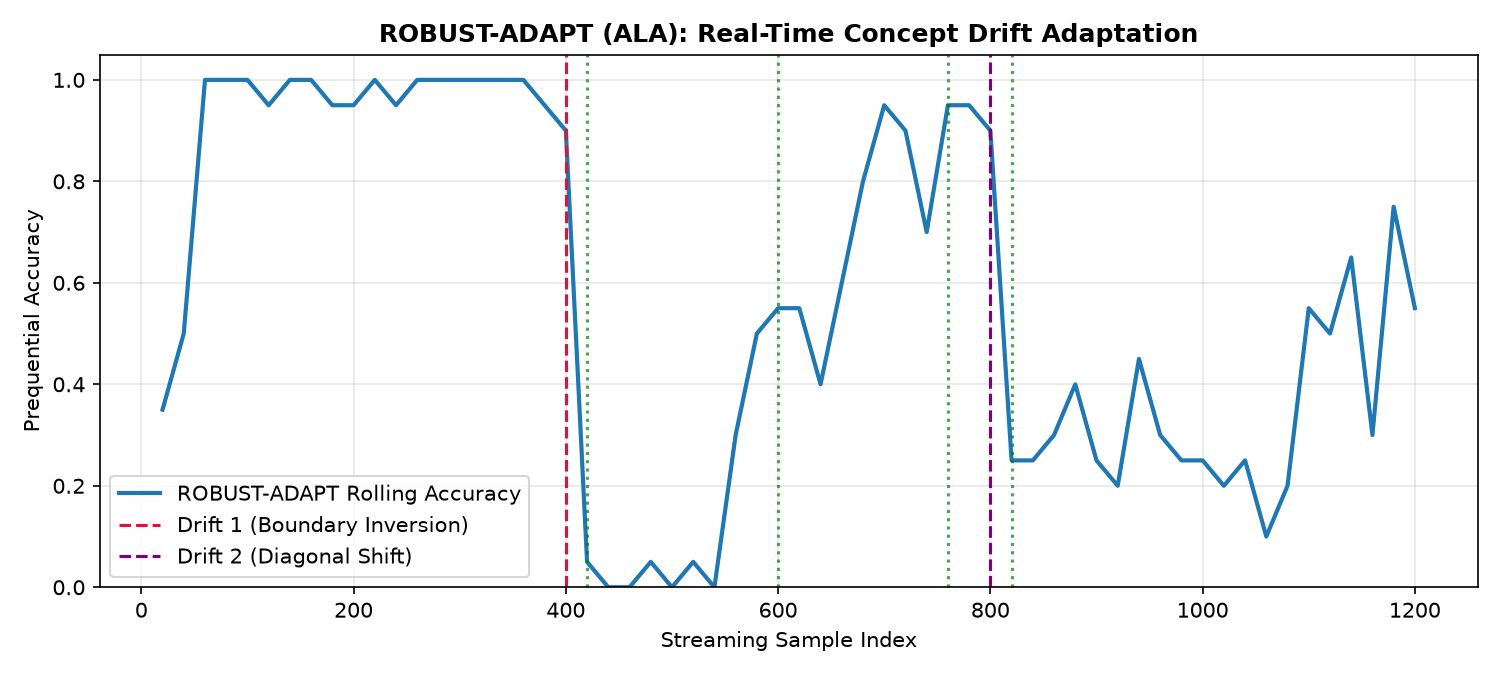 ROBUST-ADAPT (ALA): Real-Time Concept Drift Adaptation
Prequential Accuracy
1.0
0.8
0.6
0.4
0.2
0.0
ROBUST-ADAPT Rolling Accuracy
Drift 1 (Boundary Inversion)
Drift 2 (Diagonal Shift)
0
200
400
600
800
1000
1200
Streaming Sample Index